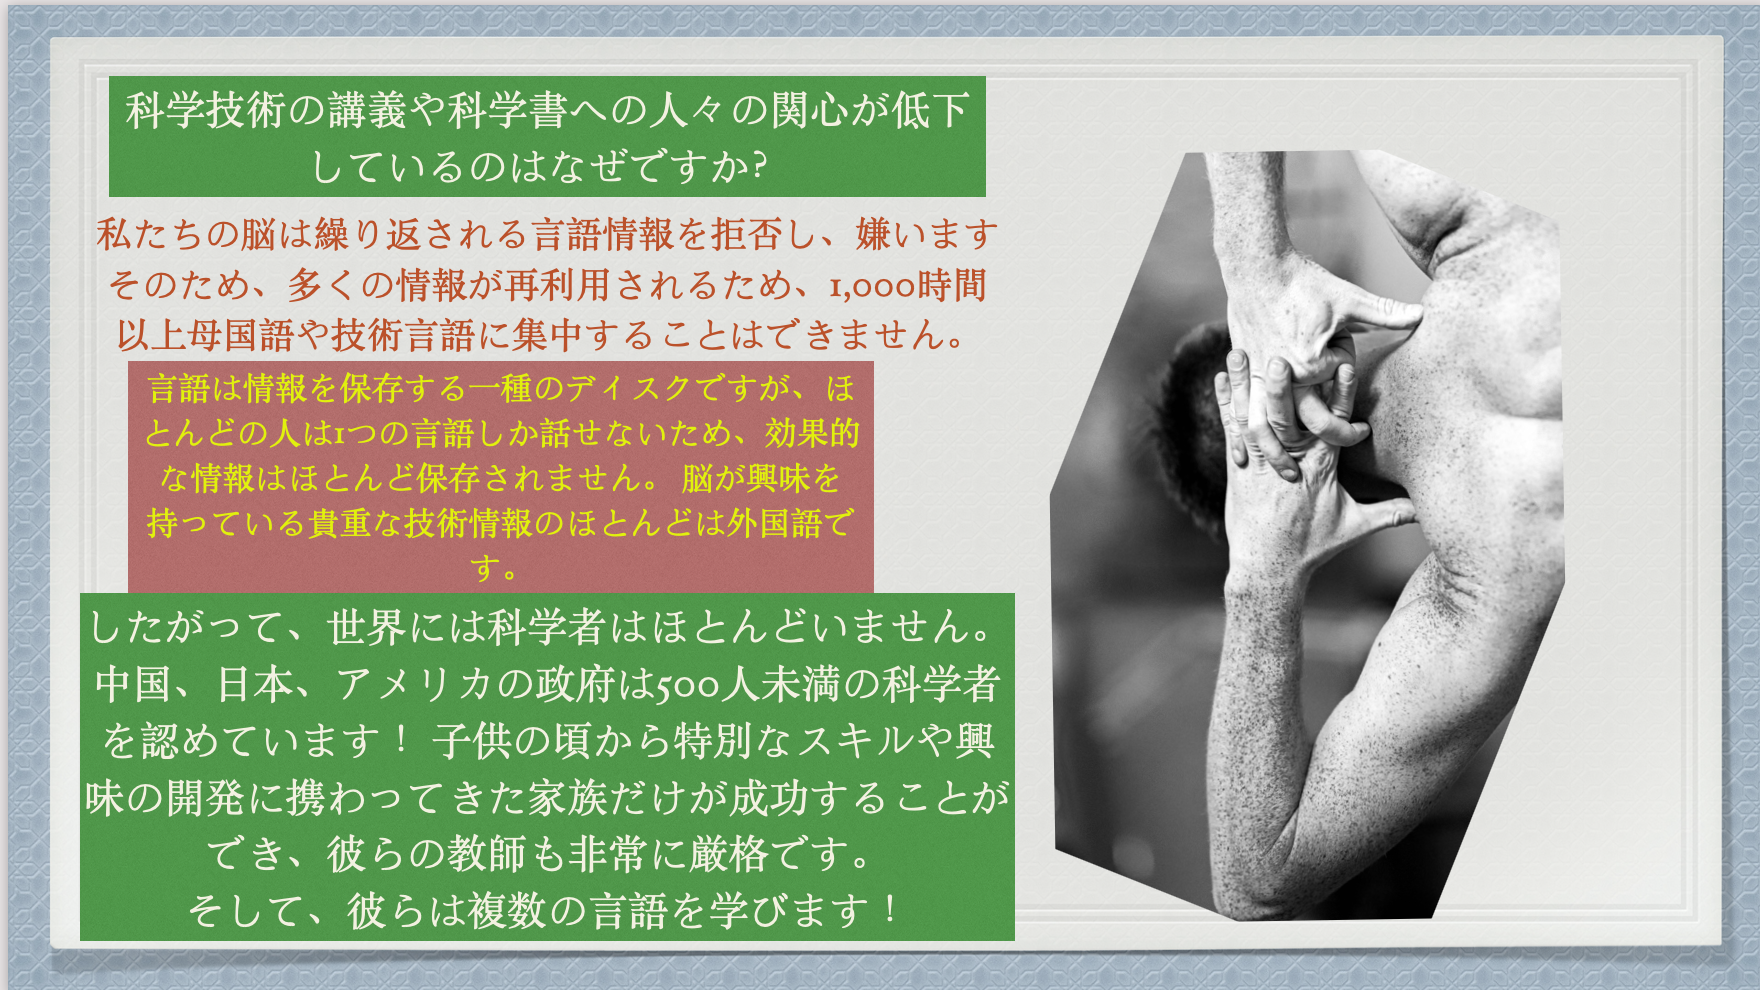 科学技術の講義や科学書への人々の関心が低下
しているのはなぜですか?
私たちの脳は繰り返される言語情報を拒否し、嫌います
そのため、多くの情報が再利用されるため、1,000時間
以上母国語や技術言語に集中することはできません。
言語は情報を保存する一種のディスクですが、ほ
とんどの人は1つの言語しか話せないため、効果的
な情報はほとんど保存されません。 脳が興味を
持っている貴重な技術情報のほとんどは外国語で
す。
したがって、世界には科学者はほとんどいません。
中国、日本、アメリカの政府は500人未満の科学者
を認めています！ 子供の頃から特別なスキルや興
味の開発に携わってきた家族だけが成功することが
でき、彼らの教師も非常に厳格です。
そして、彼らは複数の言語を学びます！